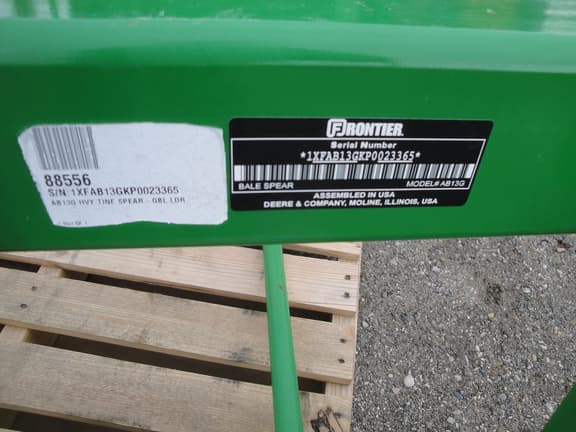 88556
S/N 1XFAB13GKP0023365
AB13G HVY TINE SPEAR - GBL LDR
FRONTIER
Serial Number
*1XFAB13GKP0023365*
BALE SPEAR MODEL# AB13G
ASSEMBLED IN USA
DEERE & COMPANY, MOLINE, ILLINOIS, USA